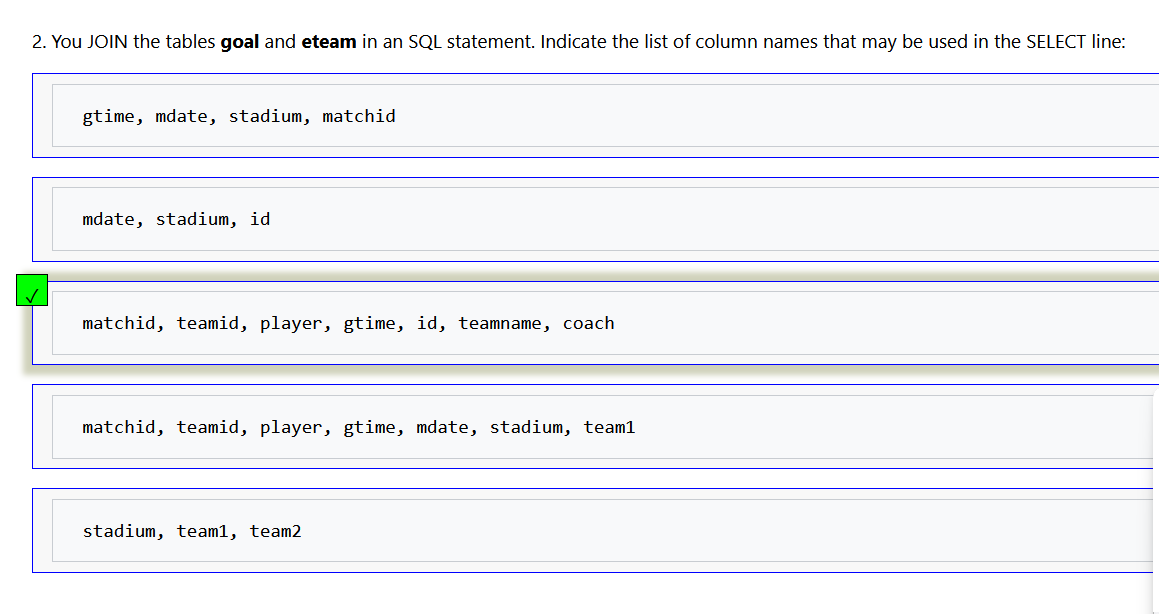 2. You JOIN the tables goal and eteam in an SQL statement. Indicate the list of column names that may be used in the SELECT line:
gtime, mdate, stadium, matchid
mdate, stadium, id
✓
matchid, teamid, player, gtime, id, teamname, coach
matchid, teamid, player, gtime, mdate, stadium, team1
stadium, team1, team2